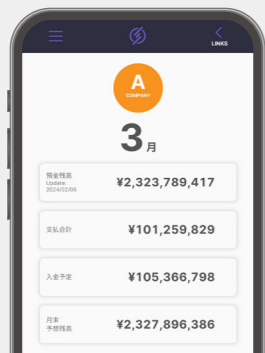 LINKS
A
COMPANY
3月
預金残高
Update:
2024/02/08
¥2,323,789,417
支払合計
¥101,259,829
入金予定
¥105,366,798
月末
予想残高
¥2,327,896,386